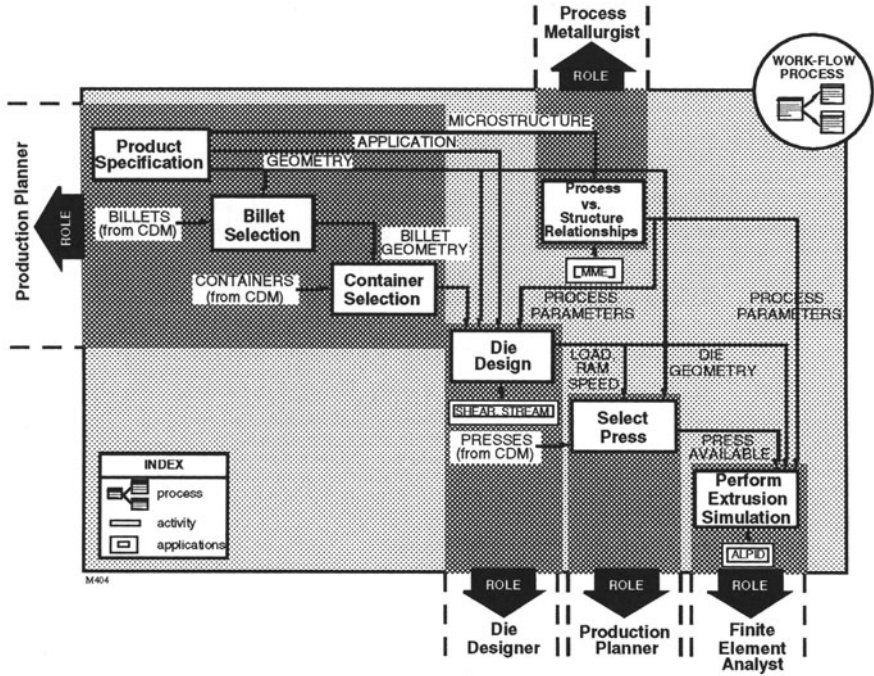 Process
Metallurgist
ROLE
WORK-FLOW
PROCESS
MICROSTRUCTURE
APPLICATION
GEOMETRY
Product
Specification
Production Planner
ROLE
BILLETS
(from CDM)
Billet
Selection
BILLET
GEOMETRY
Process
vs.
Structure
Relationships
MME
CONTAINERS
(from CDM)
Container
Selection
PROCESS
PARAMETERS
PROCESS
PARAMETERS
Die
Design
LOAD
RAM
SPEED
DIE
GEOMETRY
SHEAR, STREAM
Select
Press
PRESSES
(from CDM)
PRESS
AVAILABLE
Perform
Extrusion
Simulation
ALPID
INDEX
process
activity
applications
M404
ROLE
ROLE
ROLE
Die
Designer
Production
Planner
Finite
Element
Analyst